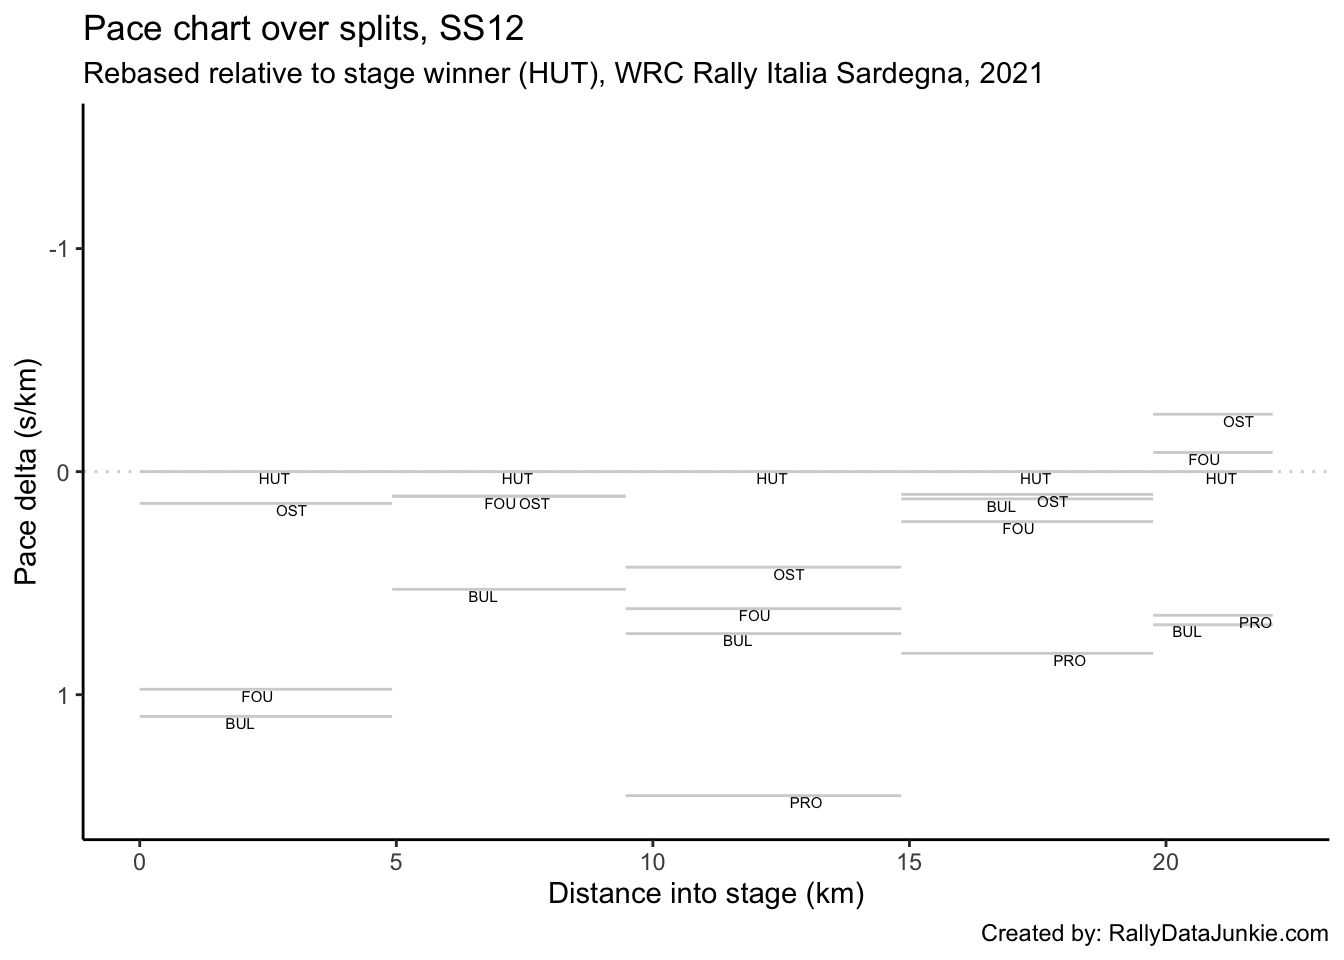 Pace chart over splits, SS12
Rebased relative to stage winner (HUT), WRC Rally Italia Sardegna, 2021
Pace delta (s/km)
-1
0
1
OST
FOU
HUT
HUT
HUT
HUT
HUT
OST
FOU OST
OST
BUL
FOU
OST
BUL
FOU
BUL
PRO
PRO
BUL
FOU
BUL
PRO
0
5
10
15
20
Distance into stage (km)
Created by: RallyDataJunkie.com